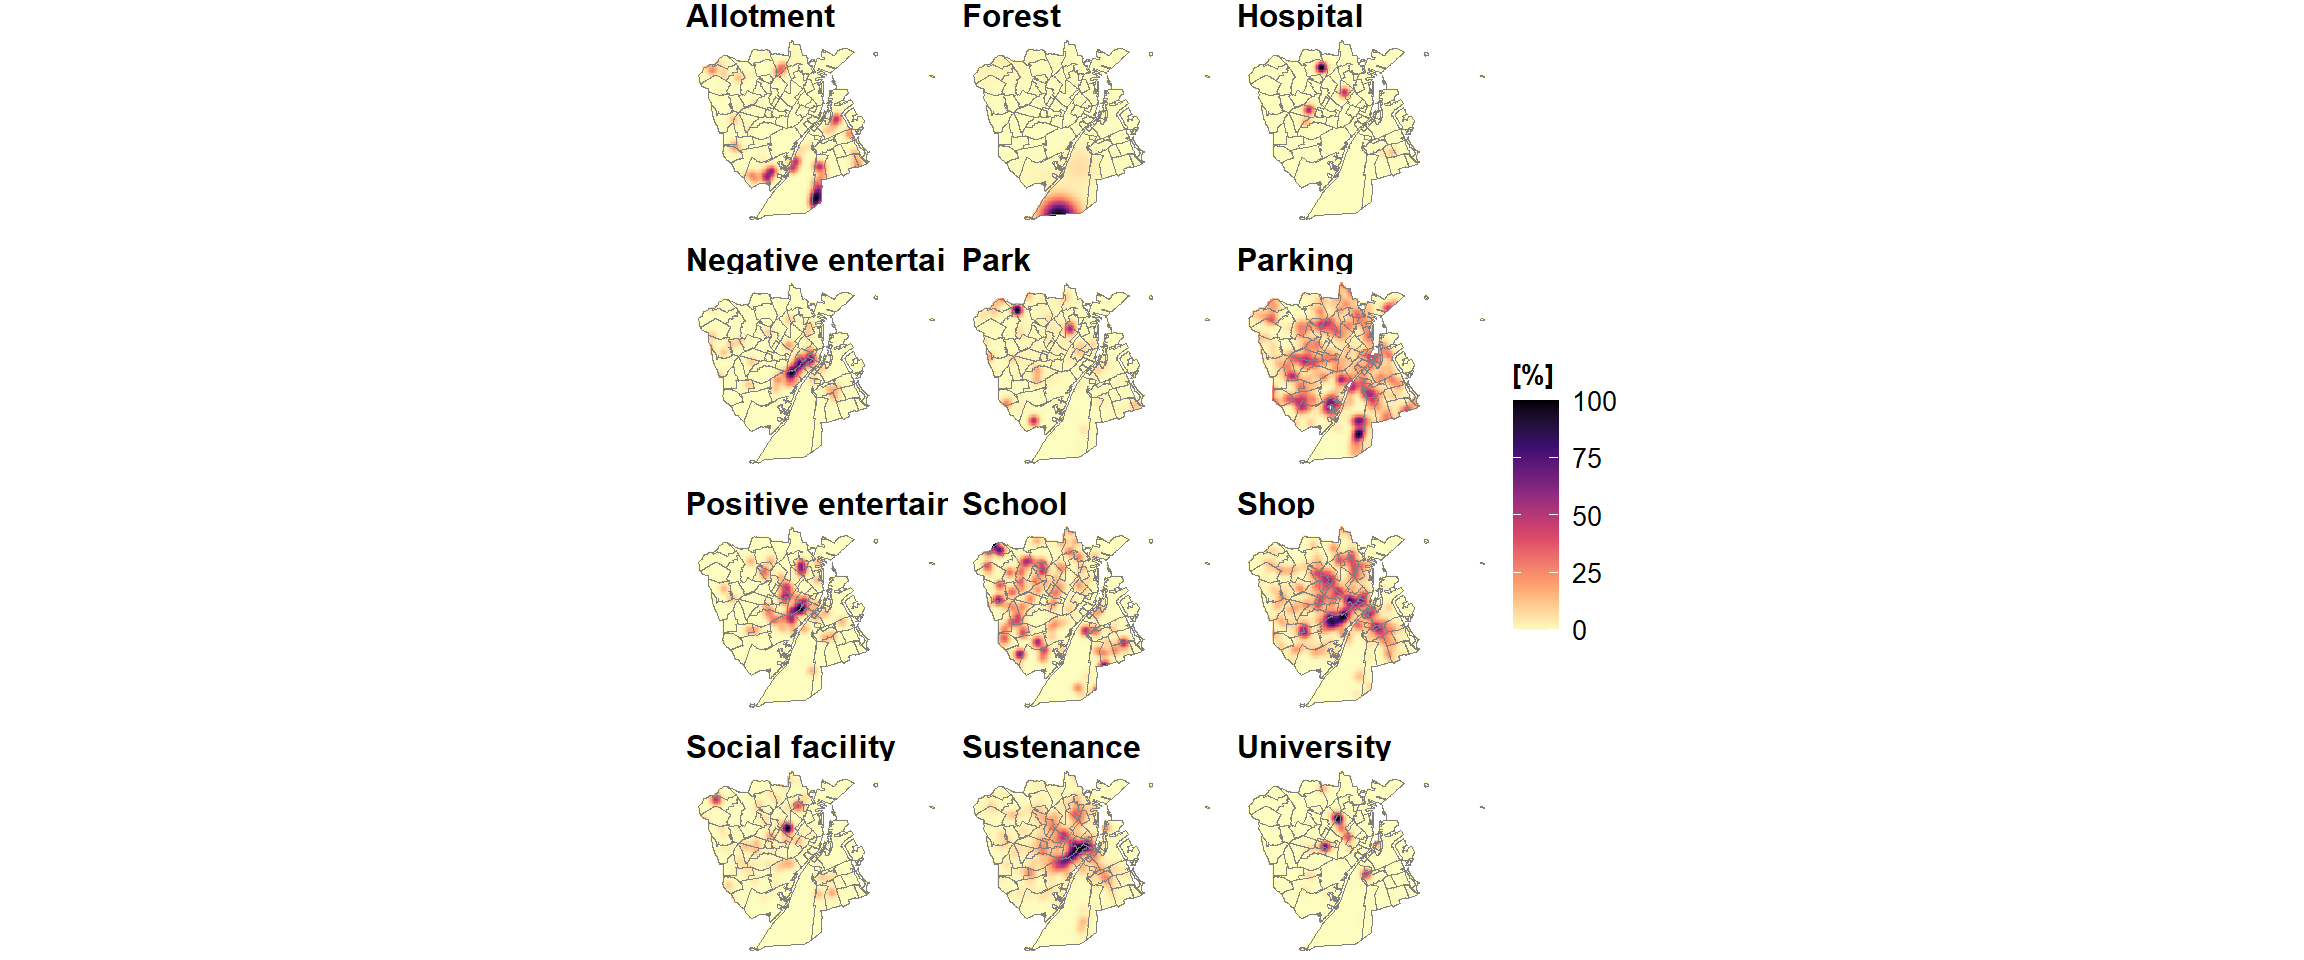 Allotment
Forest
Hospital
Negative entertai
Park
Parking
Positive entertain
School
Shop
Social facility
Sustenance
University
[%]
100
75
50
25
0